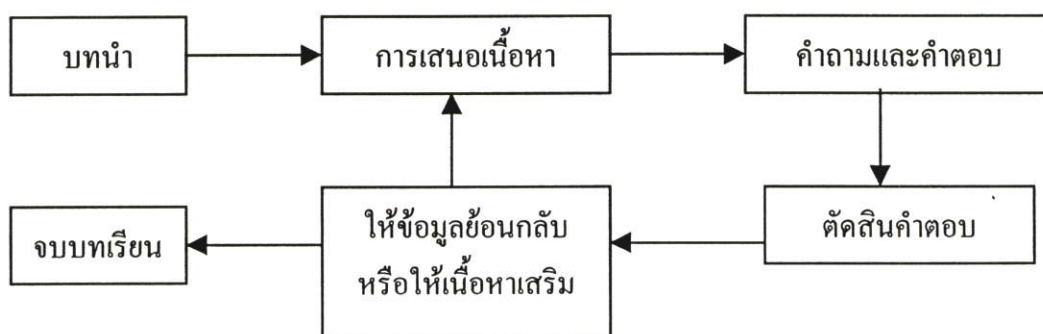 บทนำ
การเสนอเนื้อหา
คำถามและคำตอบ
จบบทเรียน
ให้ข้อมูลย้อนกลับ
หรือให้เนื้อหาเสริม
ตัดสินคำตอบ